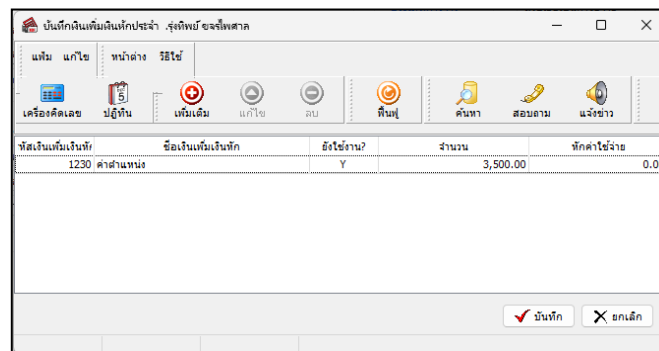 บันทึกเงินเพิ่มเงินหักประจำ .รุ่งทิพย์ ขจรไพศาล
แฟ้ม แก้ไข หน้าต่าง วิธีใช้
5
เครื่องคิดเลข ปฏิทิน เพิ่มเติม แก้ไข ลบ ฟื้นฟู ค้นหา สอบถาม แจ้งข่าว
หัสเงินเพิ่มเงินหัก ชื่อเงินเพิ่มเงินหัก ยังใช้งาน? จำนวน หักค่าใช้จ่าย
1230 ค่าตำแหน่ง Y 3,500.00 0.0
บันทึก ยกเลิก